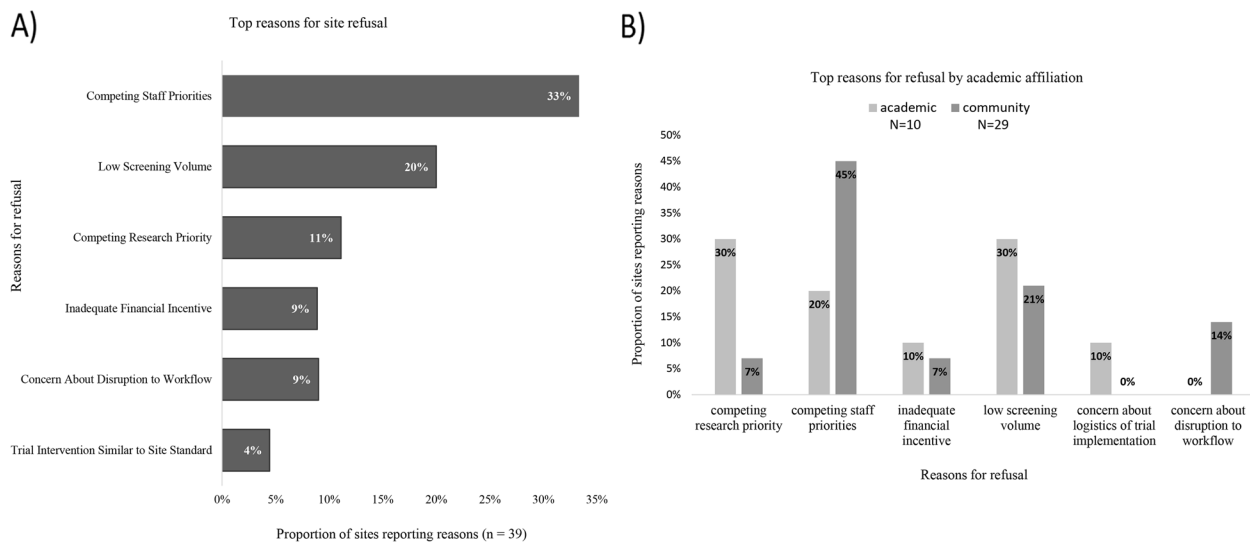 A)
Top reasons for site refusal
Reasons for refusal
Competing Staff Priorities
33%
Low Screening Volume
20%
Competing Research Priority
11%
Inadequate Financial Incentive
9%
Concern About Disruption to Workflow
9%
Trial Intervention Similar to Site Standard
4%
0% 5% 10% 15% 20% 25% 30% 35%
Proportion of sites reporting reasons (n = 39)
B)
Top reasons for refusal by academic affiliation
academic community
N=10 N=29
Proportion of sites reporting reasons
50%
45%
40%
35%
30%
25%
20%
15%
10%
5%
0%
30% 7% 20% 45% 10% 7% 30% 21% 10% 0% 0% 14%
competing
research priority
competing staff
priorities
inadequate
financial
incentive
low screening
volume
concern about
logistics of trial
implementation
concern about
disruption to
workflow
Reasons for refusal